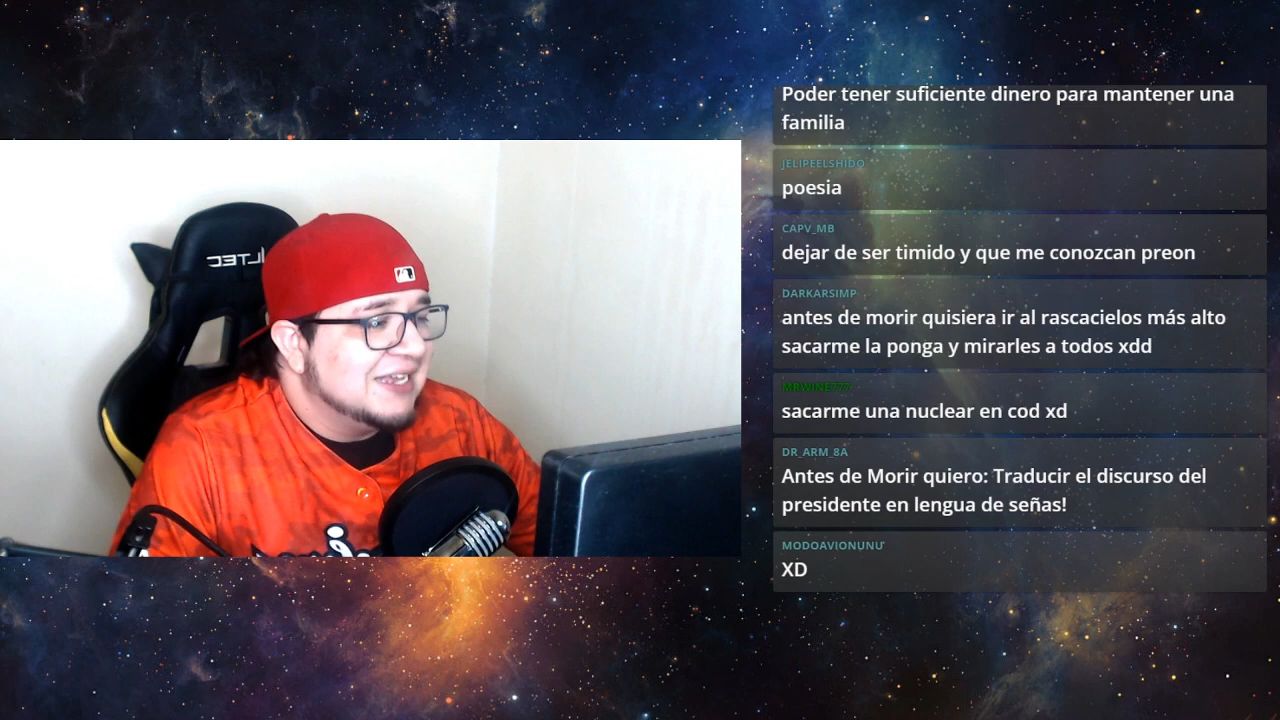 Poder tener suficiente dinero para mantener una
familia
JELIPEELSHIDO
poesia
CAPV_MB
dejar de ser timido y que me conozcan preon
DARKARSIMP
antes de morir quisiera ir al rascacielos más alto
sacarme la ponga y mirarles a todos xdd
MRWINE777
sacarme una nuclear en cod xd
DR_ARM_8A
Antes de Morir quiero: Traducir el discurso del
presidente en lengua de señas!
MODOAVIONUNU
XD